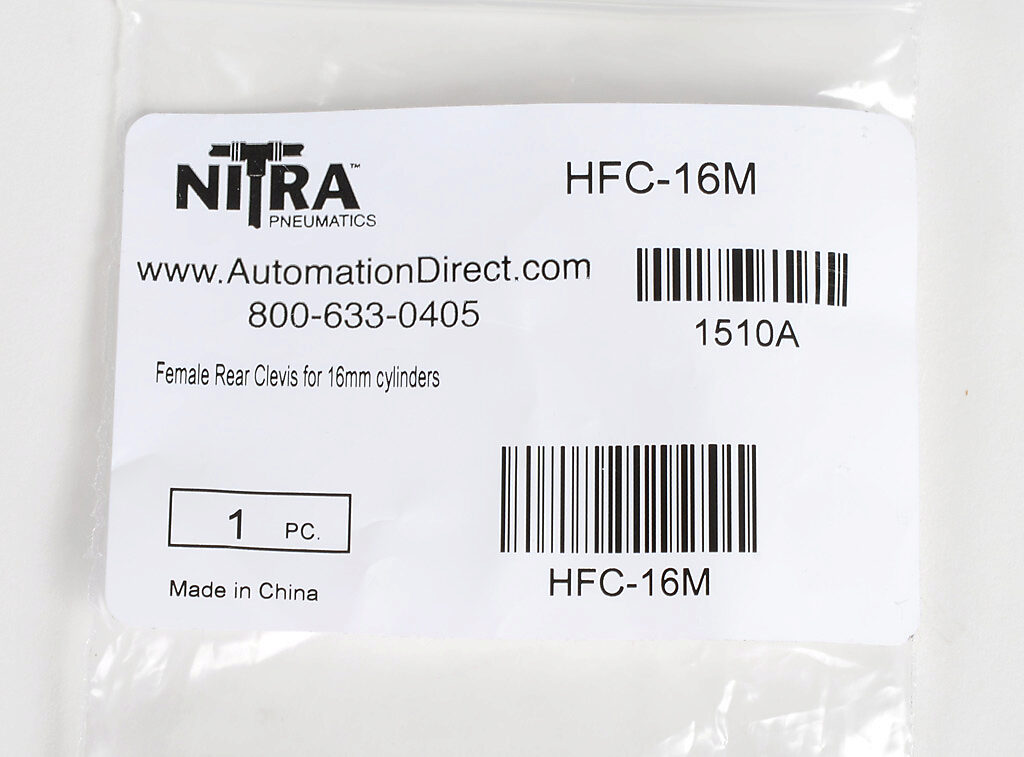 NITRA™
PNEUMATICS
HFC-16M
www.AutomationDirect.com
800-633-0405
1510A
Female Rear Clevis for 16mm cylinders
1 PC.
HFC-16M
Made in China